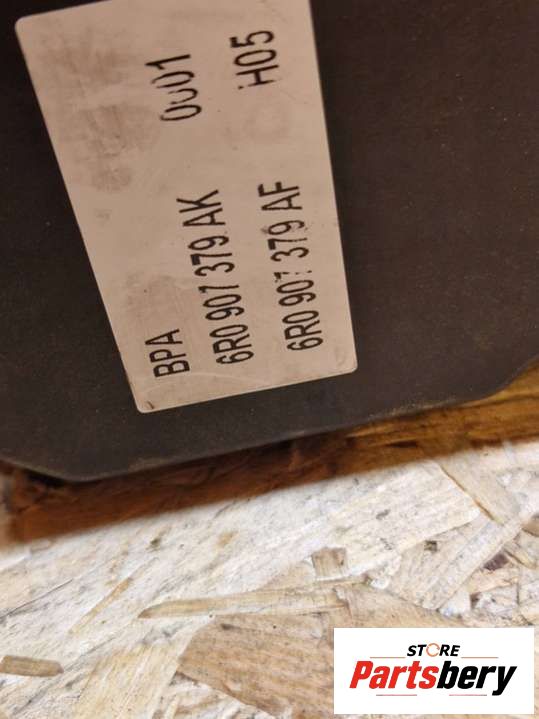 BPA 0001
6R0 907 379 AK
6R0 907 379 AF H05
STORE
Partsbery